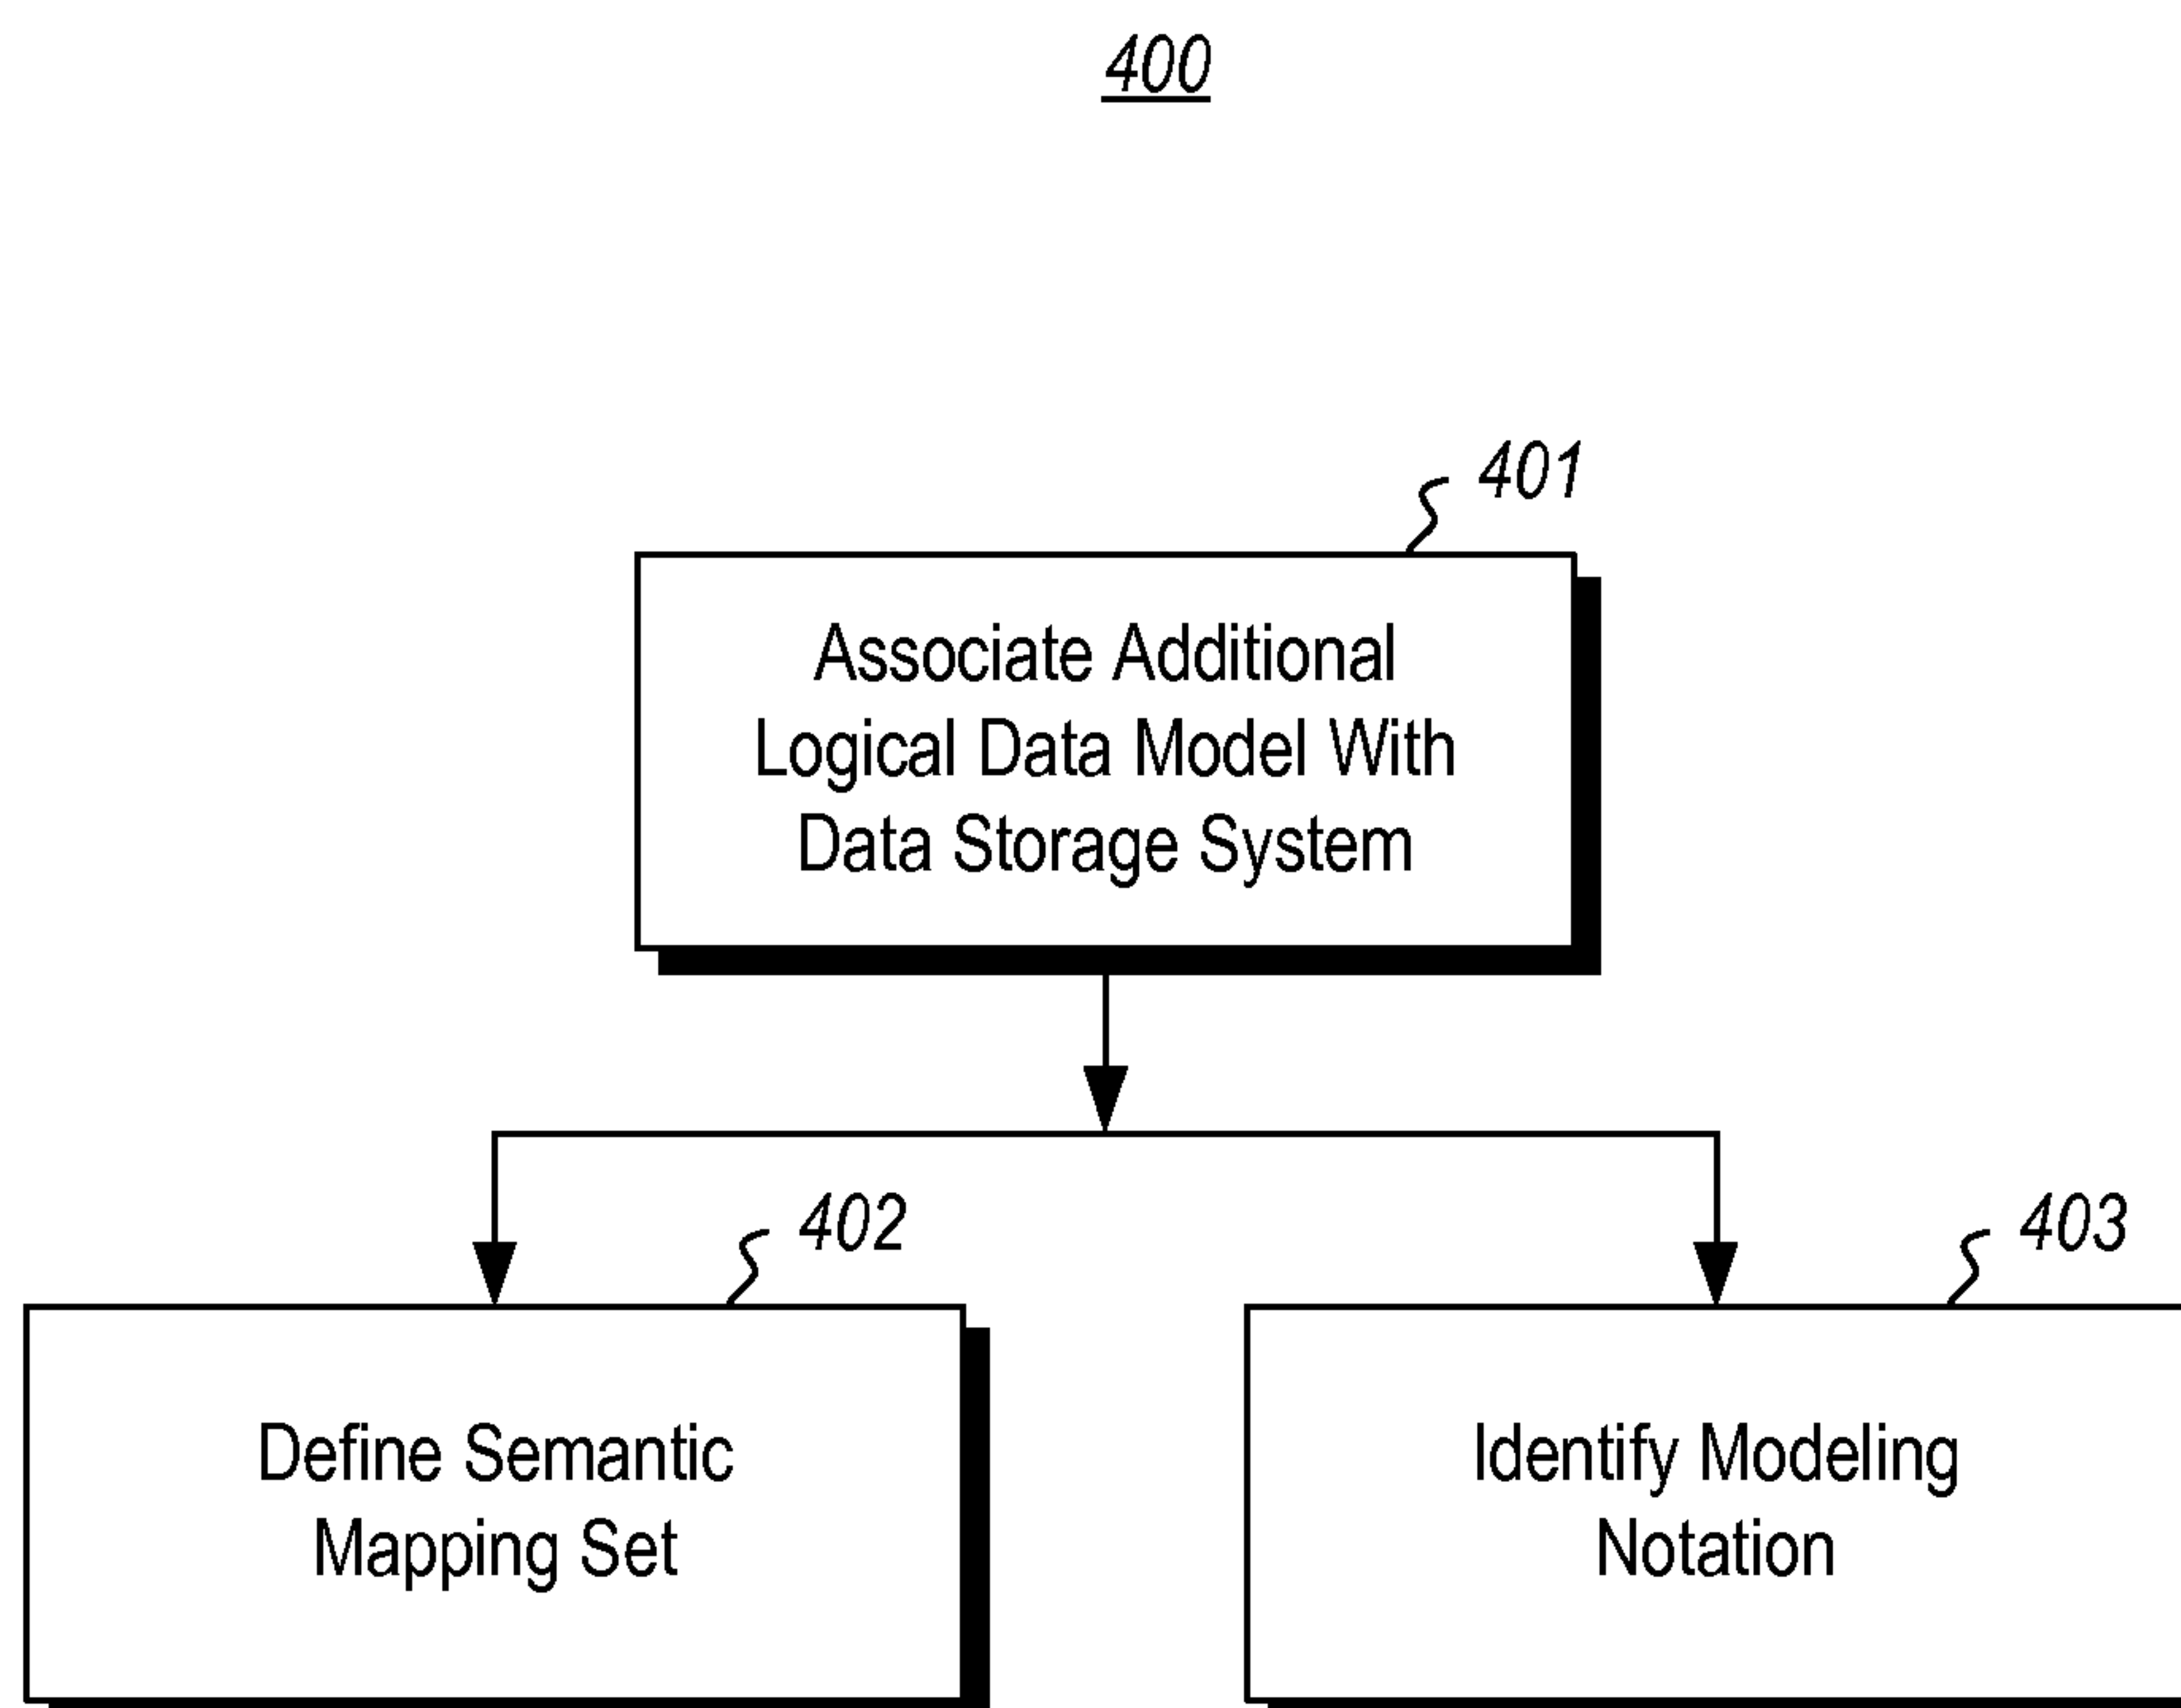 400
401
Associate Additional
Logical Data Model With
Data Storage System
402
403
Define Semantic
Mapping Set
Identify Modeling
Notation